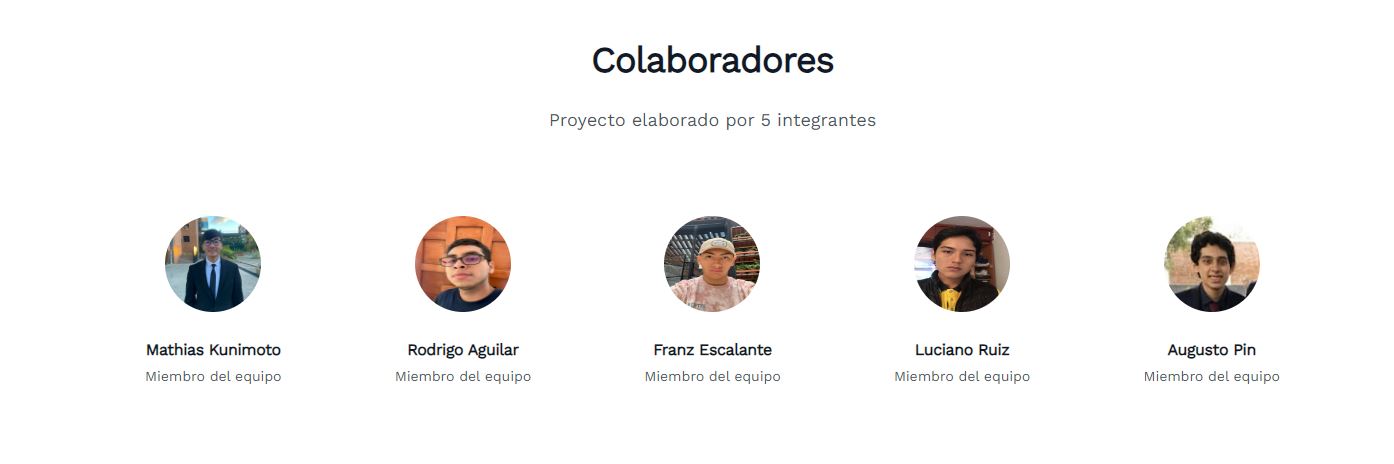 Colaboradores
Proyecto elaborado por 5 integrantes
Mathias Kunimoto
Miembro del equipo
Rodrigo Aguilar
Miembro del equipo
Franz Escalante
Miembro del equipo
Luciano Ruiz
Miembro del equipo
Augusto Pin
Miembro del equipo